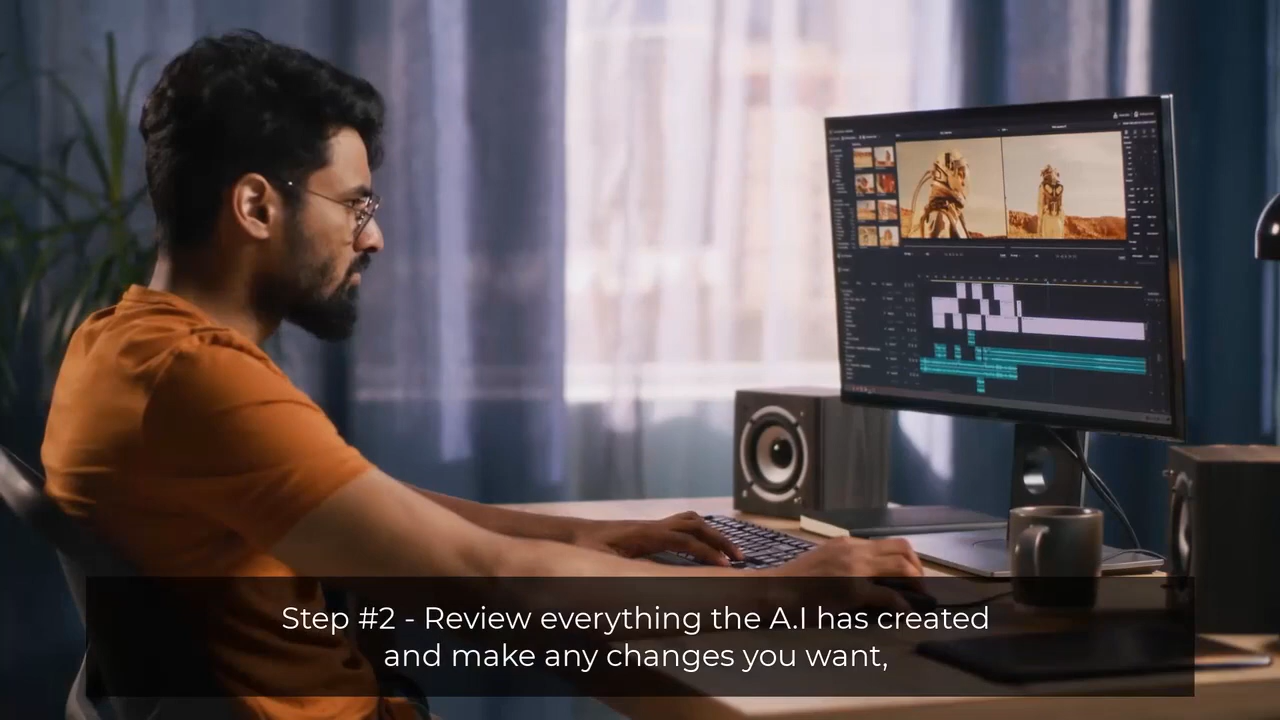 Step #2 - Review everything the A.I has created
and make any changes you want,